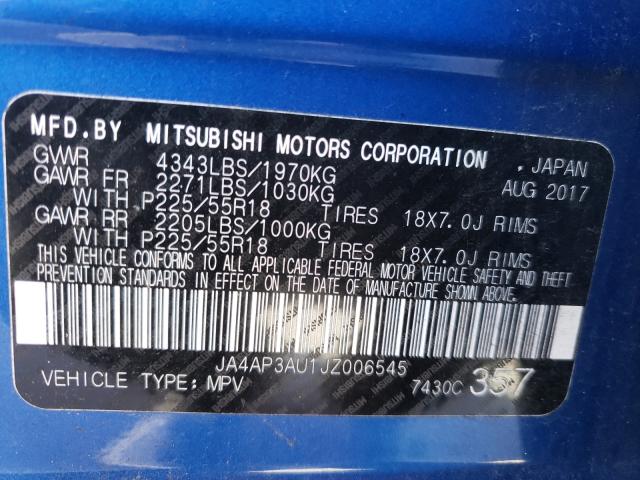 MFD.BY MITSUBISHI MOTORS CORPORATION . JAPAN
GVWR 4343LBS/1970KG AUG 2017
GAWR FR 2271LBS/1030KG
WITH P225/55R18 TIRES 18X7.0J RIMS
GAWR RR 2205LBS/1000KG
WITH P225/55R18 TIRES 18X7.0J RIMS
THIS VEHICLE CONFORMS TO ALL APPLICABLE FEDERAL MOTOR VEHICLE SAFETY AND THEFT
PREVENTION STANDARDS IN EFFECT ON THE DATE OF MANUFACTURE SHOWN ABOVE.
JA4AP3AU1JZ006545
VEHICLE TYPE: MPV 7430C 357